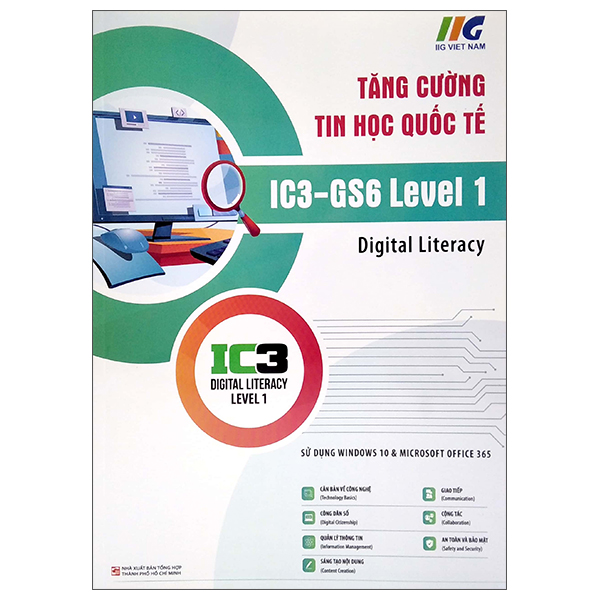 IIG
IIG VIET NAM
TĂNG CƯỜNG
TIN HỌC QUỐC TẾ
IC3-GS6 Level 1
Digital Literacy
IC3
DIGITAL LITERACY
LEVEL 1
SỬ DỤNG WINDOWS 10 & MICROSOFT OFFICE 365
CĂN BẢN VỀ CÔNG NGHỆ
(Technology Basics)
CÔNG DÂN SỐ
(Digital Citizenship)
QUẢN LÝ THÔNG TIN
(Information Management)
SÁNG TẠO NỘI DUNG
(Content Creation)
GIAO TIẾP
(Communication)
CỘNG TÁC
(Collaboration)
AN TOÀN VÀ BẢO MẬT
(Safety and Security)
NHÀ XUẤT BẢN TỔNG HỢP
THÀNH PHỐ HỒ CHÍ MINH